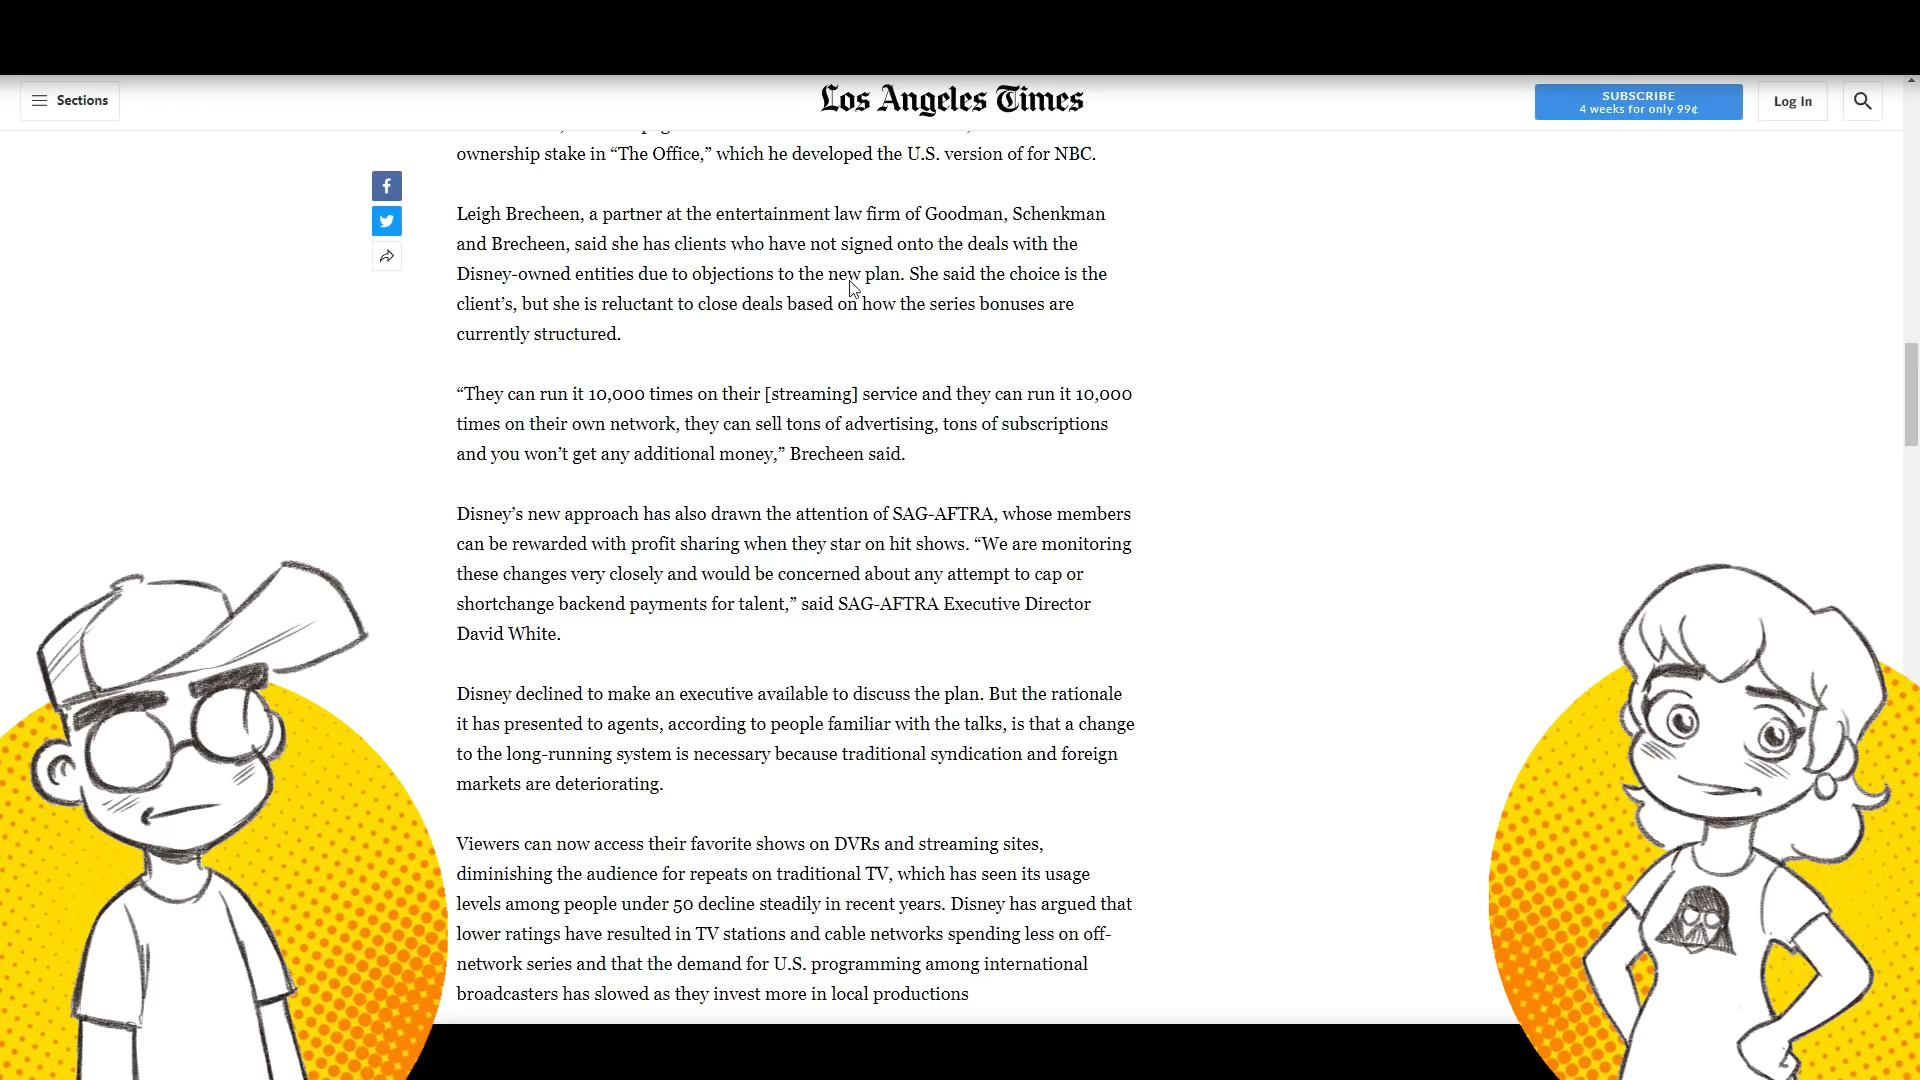 Sections
Los Angeles Times
SUBSCRIBE
4 weeks for only 99¢
Log In
ownership stake in “The Office,” which he developed the U.S. version of for NBC.
Leigh Brecheen, a partner at the entertainment law firm of Goodman, Schenkman
and Brecheen, said she has clients who have not signed onto the deals with the
Disney-owned entities due to objections to the new plan. She said the choice is the
client’s, but she is reluctant to close deals based on how the series bonuses are
currently structured.
“They can run it 10,000 times on their [streaming] service and they can run it 10,000
times on their own network, they can sell tons of advertising, tons of subscriptions
and you won’t get any additional money,” Brecheen said.
Disney’s new approach has also drawn the attention of SAG-AFTRA, whose members
can be rewarded with profit sharing when they star on hit shows. “We are monitoring
these changes very closely and would be concerned about any attempt to cap or
shortchange backend payments for talent,” said SAG-AFTRA Executive Director
David White.
Disney declined to make an executive available to discuss the plan. But the rationale
it has presented to agents, according to people familiar with the talks, is that a change
to the long-running system is necessary because traditional syndication and foreign
markets are deteriorating.
Viewers can now access their favorite shows on DVRs and streaming sites,
diminishing the audience for repeats on traditional TV, which has seen its usage
levels among people under 50 decline steadily in recent years. Disney has argued that
lower ratings have resulted in TV stations and cable networks spending less on off-
network series and that the demand for U.S. programming among international
broadcasters has slowed as they invest more in local productions